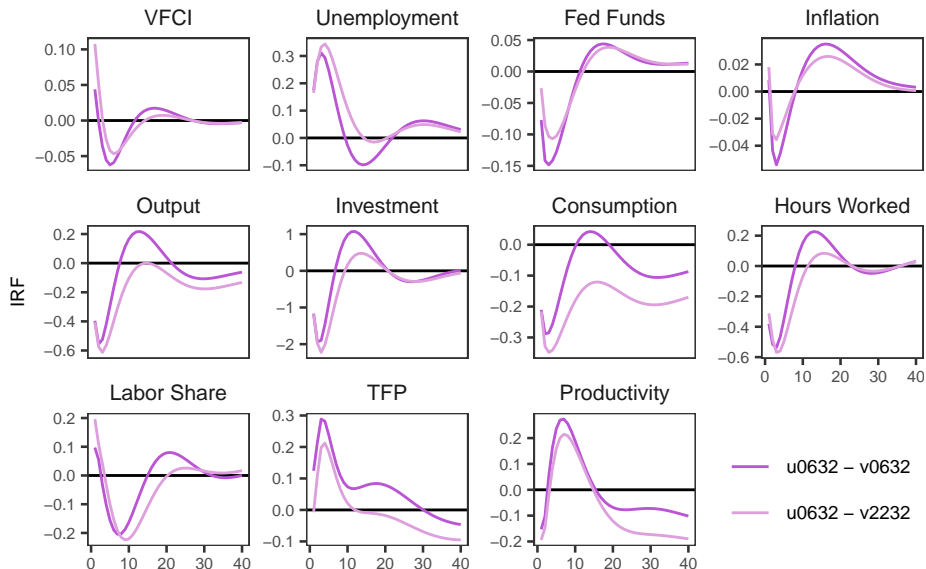 VFCI
Unemployment
Fed Funds
Inflation
0.10
0.05
0.00
−0.05
0.3
0.2
0.1
0.0
−0.1
0.05
0.00
−0.05
−0.10
−0.15
0.02
0.00
−0.02
−0.04
Output
Investment
Consumption
Hours Worked
IRF
0.2
0.0
−0.2
−0.4
−0.6
1
0
−1
−2
0.0
−0.1
−0.2
−0.3
0.2
0.0
−0.2
−0.4
−0.6
0 10 20 30 40
Labor Share
TFP
Productivity
0.2
0.1
0.0
−0.1
−0.2
0 10 20 30 40
0.3
0.2
0.1
0.0
−0.1
0 10 20 30 40
0.2
0.1
0.0
−0.1
−0.2
0 10 20 30 40
u0632 − v0632
u0632 − v2232